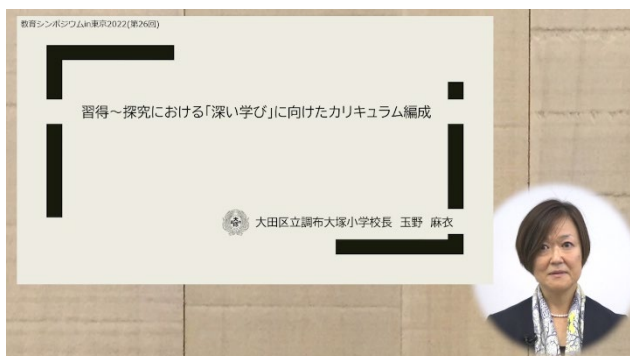 教育シンポジウムin東京2022(第26回)
習得～探究における「深い学び」に向けたカリキュラム編成
大田区立調布大塚小学校長 玉野 麻衣